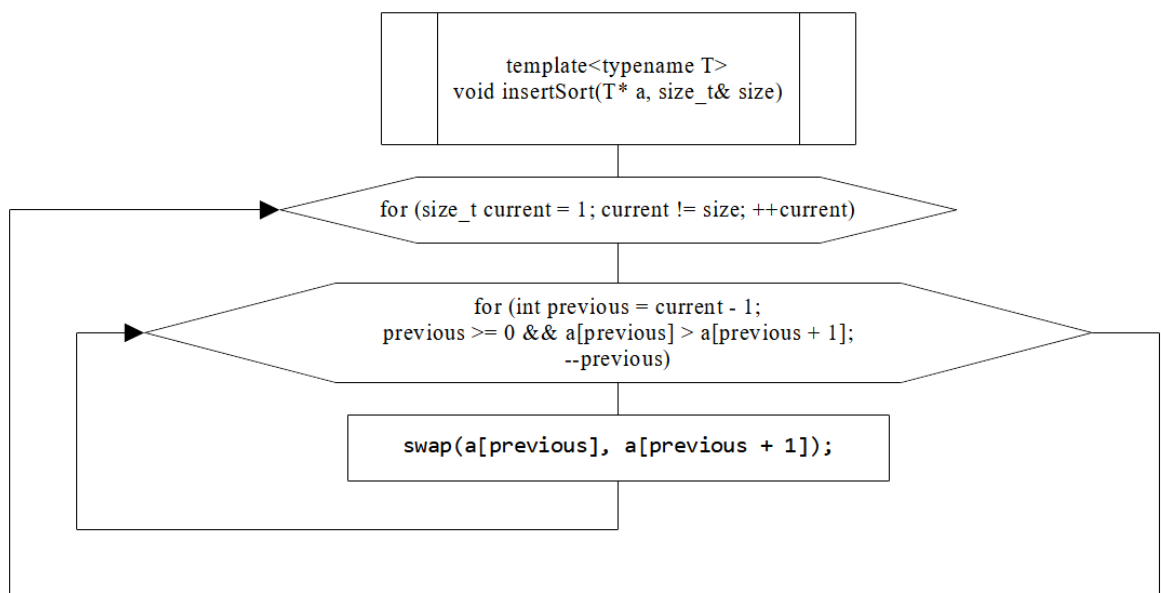 template<typename T>
void insertSort(T* a, size_t& size)
for (size_t current = 1; current != size; ++current)
for (int previous = current - 1;
previous >= 0 && a[previous] > a[previous + 1];
--previous)
swap(a[previous], a[previous + 1]);